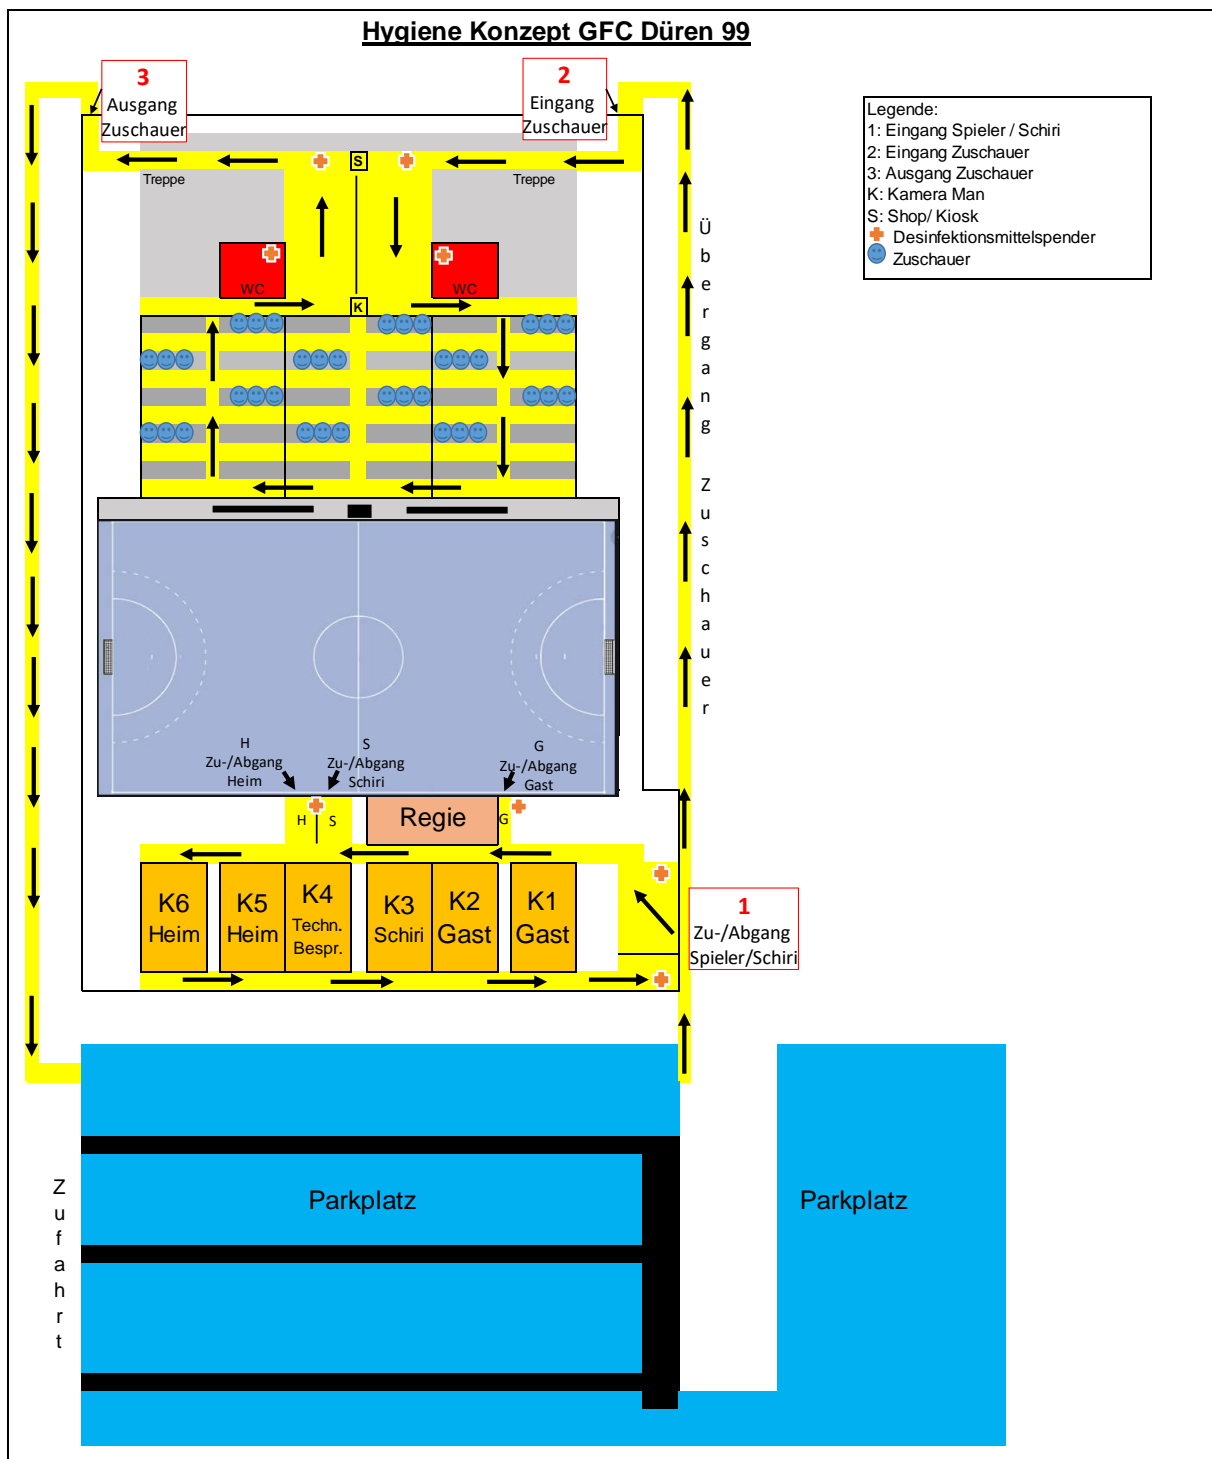 Hygiene Konzept GFC Düren 99
3
Ausgang
Zuschauer
2
Eingang
Zuschauer
Legende:
1: Eingang Spieler / Schiri
2: Eingang Zuschauer
3: Ausgang Zuschauer
K: Kamera Man
S: Shop/ Kiosk
Desinfektionsmittelspender
Zuschauer
S
Treppe
Treppe
WC
WC
K
Übergang Zuschauer
H
Zu-/Abgang
Heim
S
Zu-/Abgang
Schiri
G
Zu-/Abgang
Gast
H
S
Regie
G
K6
Heim
K5
Heim
K4
Techn.
Bespr.
K3
Schiri
K2
Gast
K1
Gast
1
Zu-/Abgang
Spieler/Schiri
Zufahrt
Parkplatz
Parkplatz